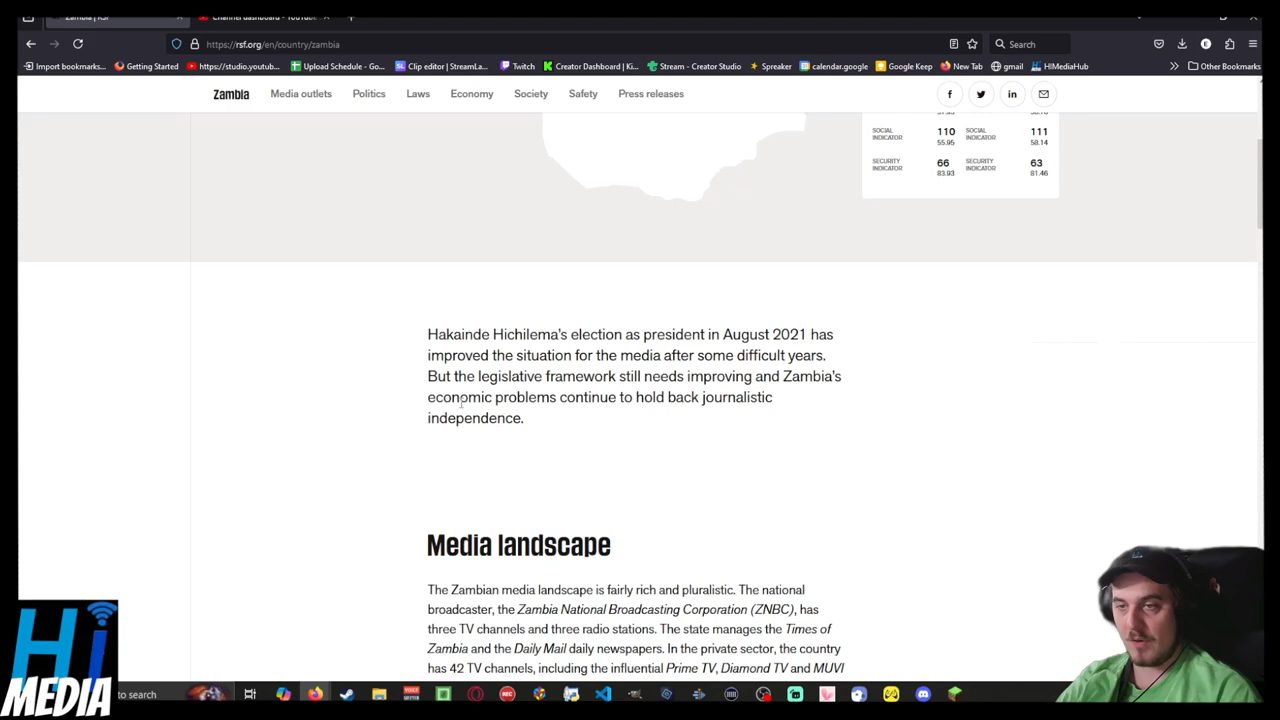 Zambia | RSF
Channel dashboard - YouTube
https://rsf.org/en/country/zambia
Search
Import bookmarks... Getting Started https://studio.youtub... Upload Schedule - Go... Clip editor | Streamla... Twitch Creator Dashboard | Ki... Stream - Creator Studio Spreaker calendar.google Google Keep New Tab gmail HIMediaHub Other Bookmarks
Zambia Media outlets Politics Laws Economy Society Safety Press releases
SOCIAL INDICATOR 110 SOCIAL INDICATOR 111
55.95 58.14
SECURITY INDICATOR 66 SECURITY INDICATOR 63
83.93 81.46
Hakainde Hichilema's election as president in August 2021 has
improved the situation for the media after some difficult years.
But the legislative framework still needs improving and Zambia's
economic problems continue to hold back journalistic
independence.
Media landscape
The Zambian media landscape is fairly rich and pluralistic. The national
broadcaster, the Zambia National Broadcasting Corporation (ZNBC), has
three TV channels and three radio stations. The state manages the Times of
Zambia and the Daily Mail daily newspapers. In the private sector, the country
has 42 TV channels, including the influential Prime TV, Diamond TV and MUVI
Hi
MEDIA
to search
REC